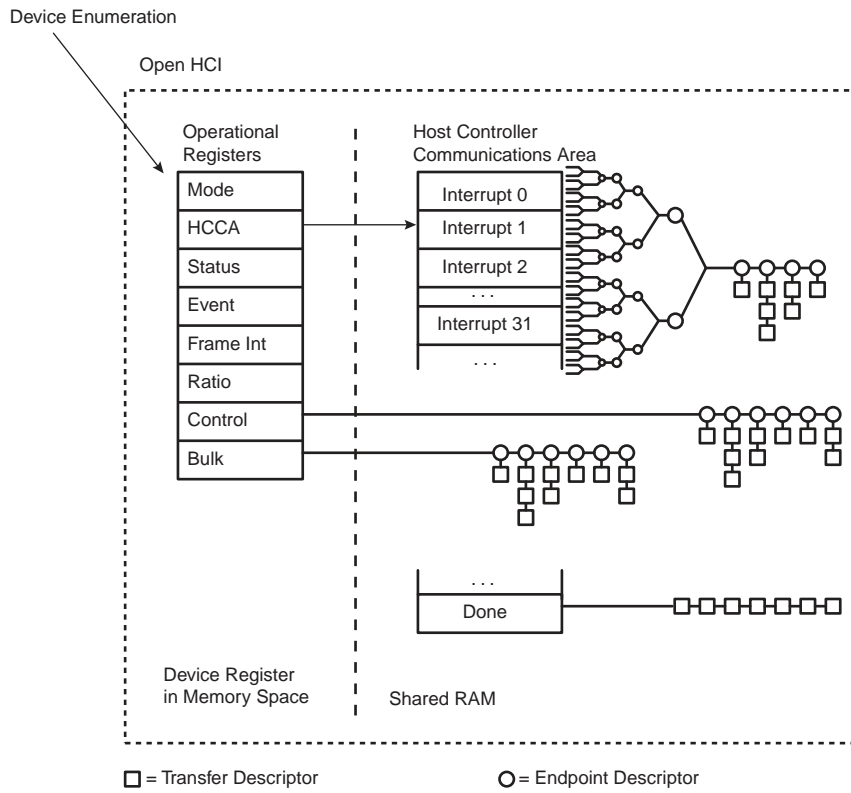 Device Enumeration
Open HCI
Operational
Registers
Host Controller
Communications Area
Mode
HCCA
Status
Event
Frame Int
Ratio
Control
Bulk
Interrupt 0
Interrupt 1
Interrupt 2
. . .
Interrupt 31
. . .
. . .
Done
Device Register
in Memory Space
Shared RAM
= Transfer Descriptor
= Endpoint Descriptor